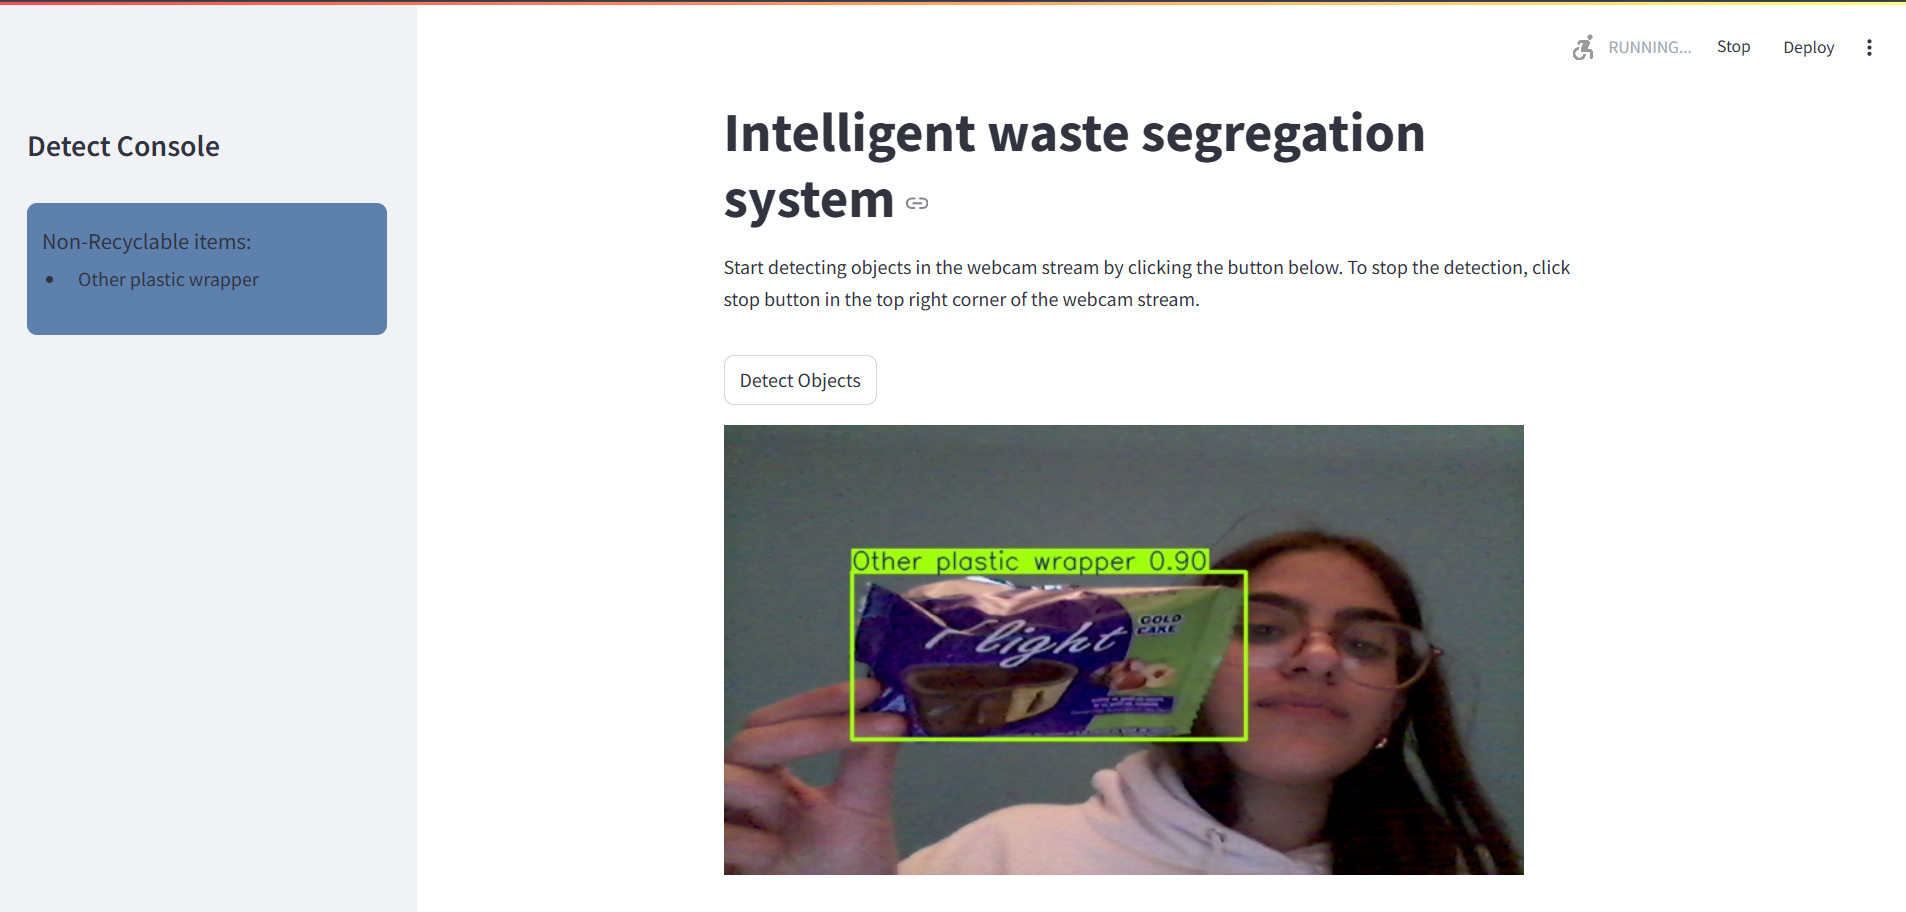 RUNNING...
Stop
Deploy
Detect Console
Non-Recyclable items:
• Other plastic wrapper
Intelligent waste segregation
system
Start detecting objects in the webcam stream by clicking the button below. To stop the detection, click
stop button in the top right corner of the webcam stream.
Detect Objects
Other plastic wrapper 0.90
light
GOLD
CAKE